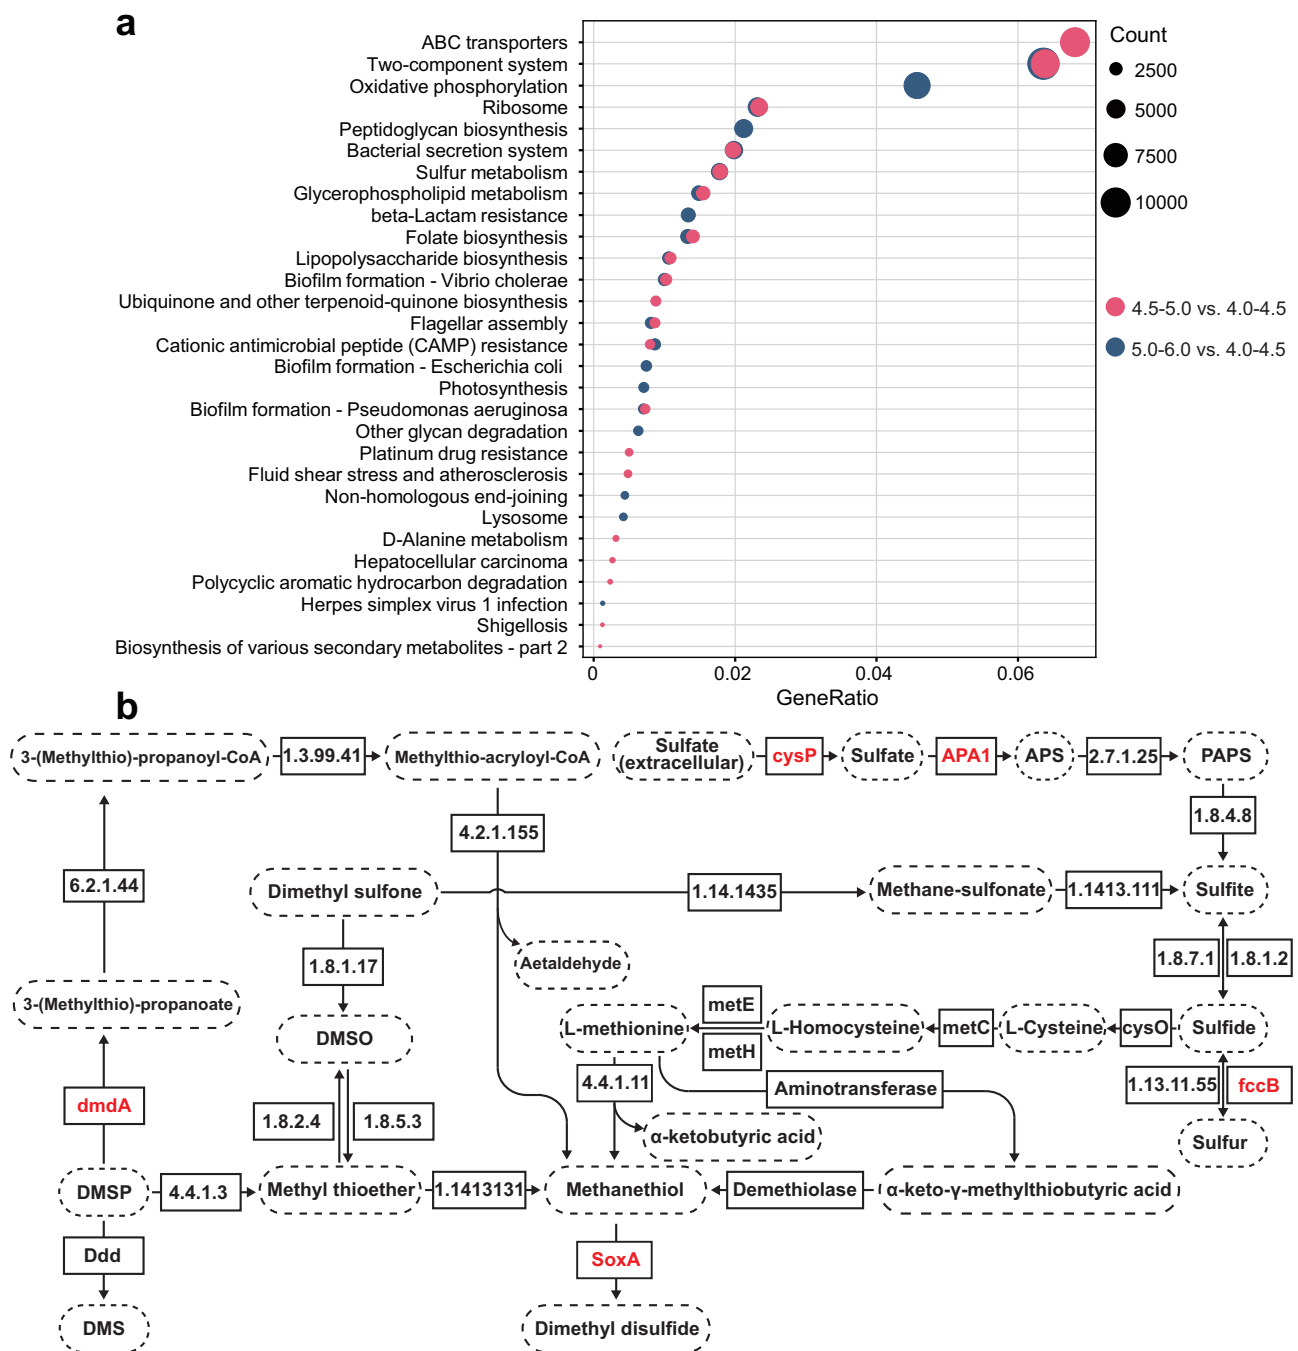 a
ABC transporters
Two-component system
Oxidative phosphorylation
Ribosome
Peptidoglycan biosynthesis
Bacterial secretion system
Sulfur metabolism
Glycerophospholipid metabolism
beta-Lactam resistance
Folate biosynthesis
Lipopolysaccharide biosynthesis
Biofilm formation - Vibrio cholerae
Ubiquinone and other terpenoid-quinone biosynthesis
Flagellar assembly
Cationic antimicrobial peptide (CAMP) resistance
Biofilm formation - Escherichia coli
Photosynthesis
Biofilm formation - Pseudomonas aeruginosa
Other glycan degradation
Platinum drug resistance
Fluid shear stress and atherosclerosis
Non-homologous end-joining
Lysosome
D-Alanine metabolism
Hepatocellular carcinoma
Polycyclic aromatic hydrocarbon degradation
Herpes simplex virus 1 infection
Shigellosis
Biosynthesis of various secondary metabolites - part 2
0 0.02 0.04 0.06
GeneRatio
Count
2500
5000
7500
10000
4.5-5.0 vs. 4.0-4.5
5.0-6.0 vs. 4.0-4.5
b
3-(Methylthio)-propanoyl-CoA 1.3.99.41 Methylthio-acryloyl-CoA
Sulfate
(extracellular)
cysP Sulfate APA1 APS 2.7.1.25 PAPS
4.2.1.155
1.8.4.8
6.2.1.44
Dimethyl sulfone 1.14.1435 Methane-sulfonate 1.1413.111 Sulfite
1.8.1.17
Aetaldehyde
1.8.7.1 1.8.1.2
3-(Methylthio)-propanoate
DMSO
metE
L-methionine L-Homocysteine metC L-Cysteine cysO Sulfide
metH
4.4.1.11
Aminotransferase
1.13.11.55 fccB
dmdA
1.8.2.4 1.8.5.3
α-ketobutyric acid
Sulfur
DMSP 4.4.1.3 Methyl thioether 1.1413131 Methanethiol Demethiolase α-keto-γ-methylthiobutyric acid
Ddd
SoxA
DMS
Dimethyl disulfide